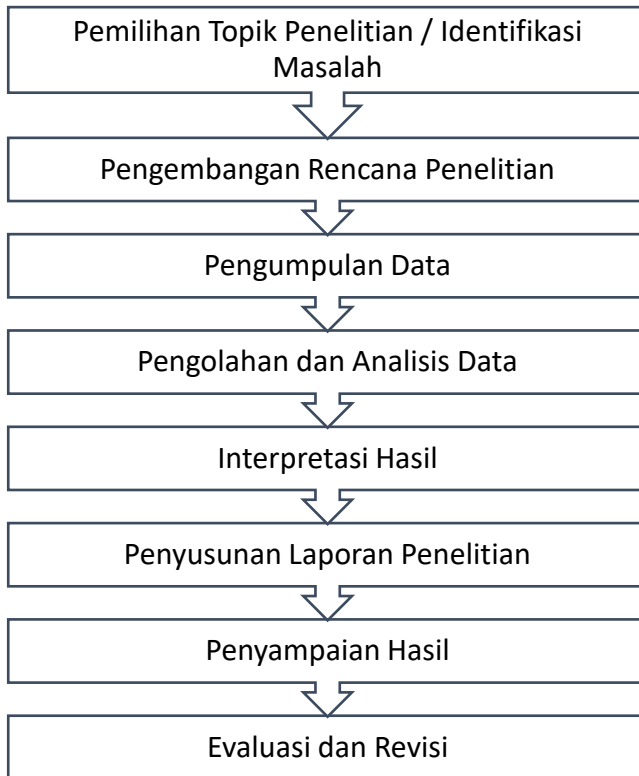 Pemilihan Topik Penelitian / Identifikasi
Masalah
Pengembangan Rencana Penelitian
Pengumpulan Data
Pengolahan dan Analisis Data
Interpretasi Hasil
Penyusunan Laporan Penelitian
Penyampaian Hasil
Evaluasi dan Revisi